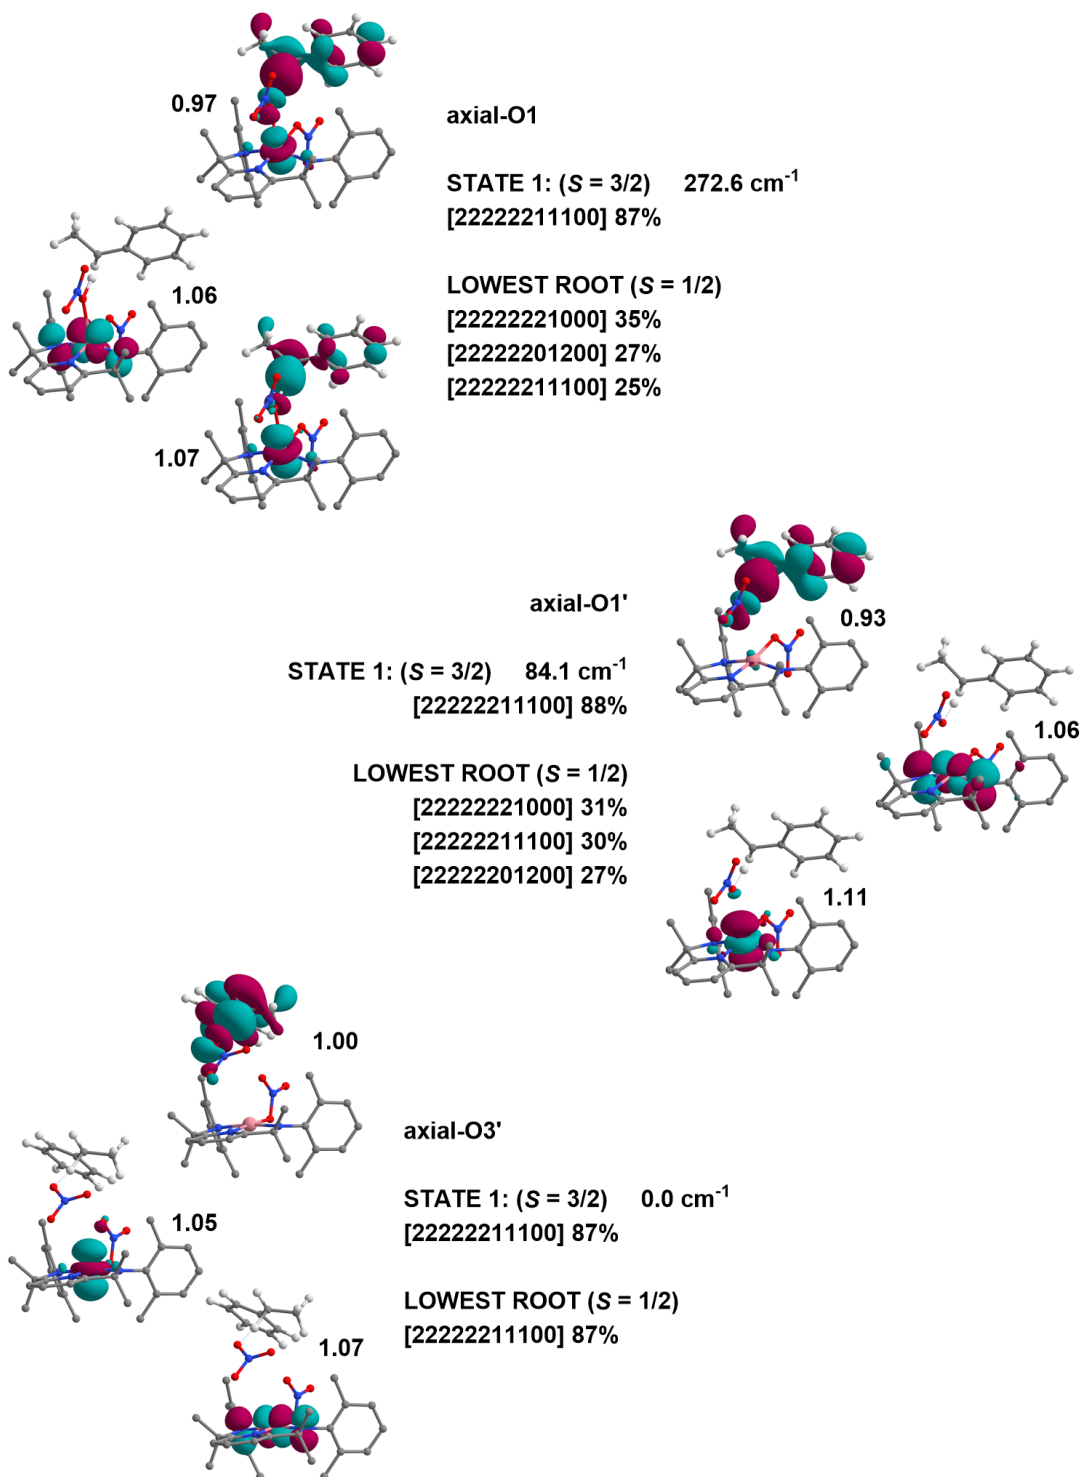 0.97
axial-O1
STATE 1: (S = 3/2) 272.6 cm⁻¹
[22222211100] 87%
1.06
LOWEST ROOT (S = 1/2)
[22222221000] 35%
[22222201200] 27%
[22222211100] 25%
1.07
axial-O1'
0.93
STATE 1: (S = 3/2) 84.1 cm⁻¹
[22222211100] 88%
1.06
LOWEST ROOT (S = 1/2)
[22222221000] 31%
[22222211100] 30%
[22222201200] 27%
1.11
1.00
axial-O3'
STATE 1: (S = 3/2) 0.0 cm⁻¹
[22222211100] 87%
1.05
LOWEST ROOT (S = 1/2)
[22222211100] 87%
1.07